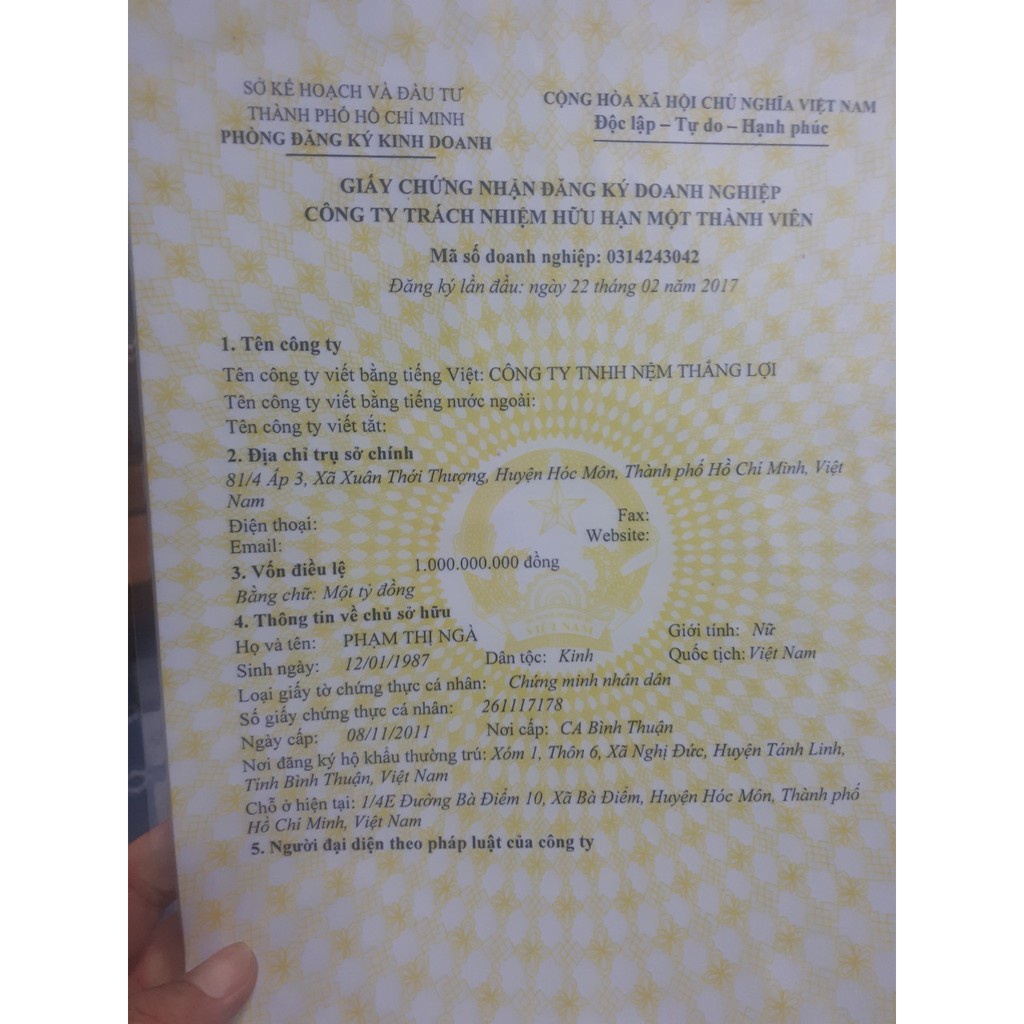 SỞ KẾ HOẠCH VÀ ĐẦU TƯ
THÀNH PHỐ HỒ CHÍ MINH
PHÒNG ĐĂNG KÝ KINH DOANH
CỘNG HÒA XÃ HỘI CHỦ NGHĨA VIỆT NAM
Độc lập – Tự do – Hạnh phúc
GIẤY CHỨNG NHẬN ĐĂNG KÝ DOANH NGHIỆP
CÔNG TY TRÁCH NHIỆM HỮU HẠN MỘT THÀNH VIÊN
Mã số doanh nghiệp: 0314243042
Đăng ký lần đầu: ngày 22 tháng 02 năm 2017
1. Tên công ty
Tên công ty viết bằng tiếng Việt: CÔNG TY TNHH NỆM THẮNG LỢI
Tên công ty viết bằng tiếng nước ngoài:
Tên công ty viết tắt:
2. Địa chỉ trụ sở chính
81/4 Ấp 3, Xã Xuân Thới Thượng, Huyện Hóc Môn, Thành phố Hồ Chí Minh, Việt
Nam
Điện thoại: Fax:
Email: Website:
3. Vốn điều lệ 1.000.000.000 đồng
Bằng chữ: Một tỷ đồng
4. Thông tin về chủ sở hữu
Họ và tên: PHẠM THỊ NGÀ Giới tính: Nữ
Sinh ngày: 12/01/1987 Dân tộc: Kinh Quốc tịch: Việt Nam
Loại giấy tờ chứng thực cá nhân: Chứng minh nhân dân
Số giấy chứng thực cá nhân: 261117178
Ngày cấp: 08/11/2011 Nơi cấp: CA Bình Thuận
Nơi đăng ký hộ khẩu thường trú: Xóm 1, Thôn 6, Xã Nghị Đức, Huyện Tánh Linh,
Tỉnh Bình Thuận, Việt Nam
Chỗ ở hiện tại: 1/4E Đường Bà Điểm 10, Xã Bà Điểm, Huyện Hóc Môn, Thành phố
Hồ Chí Minh, Việt Nam
5. Người đại diện theo pháp luật của công ty
VIỆT NAM